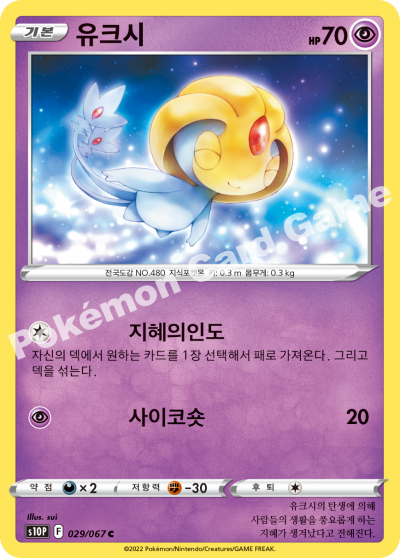 기본 유크시 HP 70
전국도감 NO.480 지식포켓몬 키: 0.3 m 몸무게: 0.3 kg
Pokémon Card Game
지혜의인도
자신의 덱에서 원하는 카드를 1장 선택해서 패로 가져온다. 그리고
덱을 섞는다.
사이코숏 20
약점 ×2 저항력 -30 후퇴
Illus. sui
s10P F 029/067 C
유크시의 탄생에 의해
사람들의 생활을 풍요롭게 하는
지혜가 생겨났다고 전해진다.
©2022 Pokémon/Nintendo/Creatures/GAME FREAK.